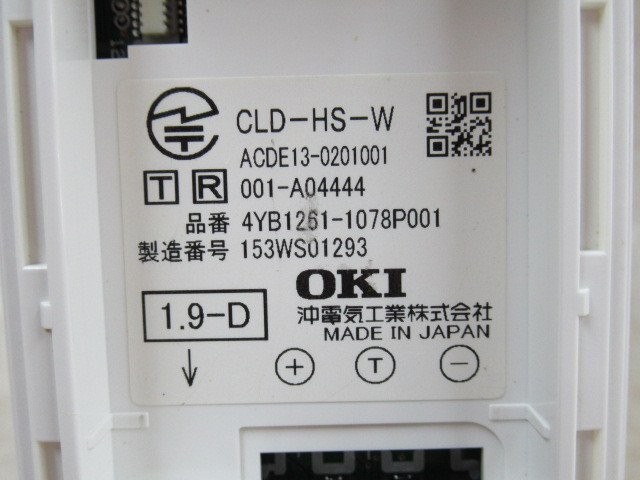 CLD-HS-W
ACDE13-0201001
T R 001-A04444
品番 4YB1261-1078P001
製造番号 153WS01293
OKI
1.9-D
沖電気工業株式会社
MADE IN JAPAN
↓ + T -